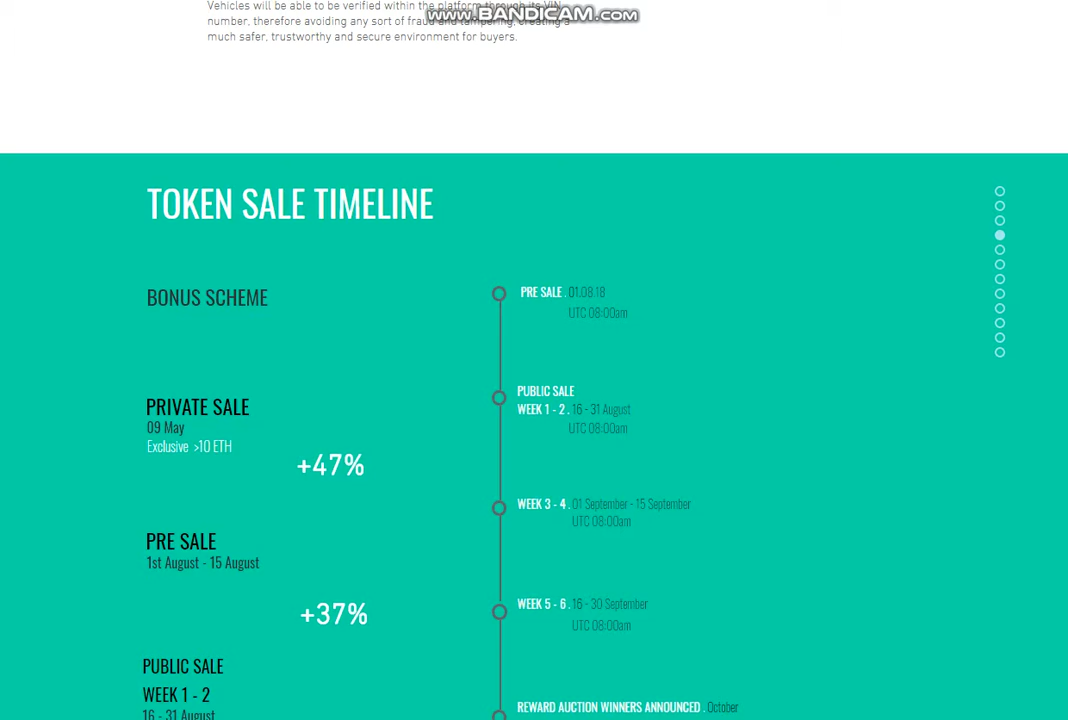 Vehicles will be able to be verified within the platform through its VIN
www.BANDICAM.com
number, therefore avoiding any sort of fraud and tampering, creating a
much safer, trustworthy and secure environment for buyers.
TOKEN SALE TIMELINE
BONUS SCHEME
PRIVATE SALE
09 May
Exclusive >10 ETH
+47%
PRE SALE
1st August - 15 August
+37%
PUBLIC SALE
WEEK 1 - 2
16 - 31 August
PRE SALE . 01.08.18
UTC 08:00am
PUBLIC SALE
WEEK 1 - 2 . 16 - 31 August
UTC 08:00am
WEEK 3 - 4 . 01 September - 15 September
UTC 08:00am
WEEK 5 - 6 . 16 - 30 September
UTC 08:00am
REWARD AUCTION WINNERS ANNOUNCED . October